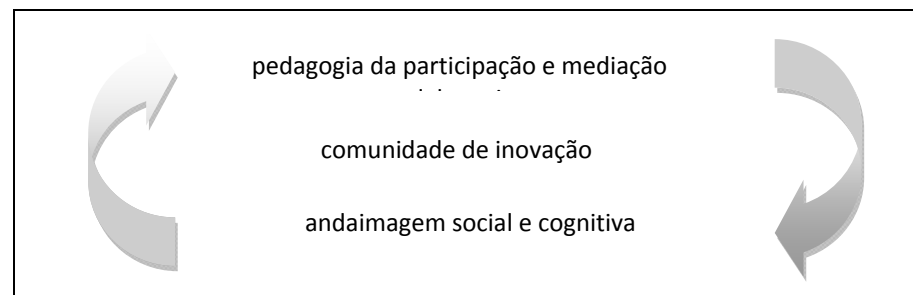 pedagogia da participação e mediação
comunidade de inovação
andaimagem social e cognitiva